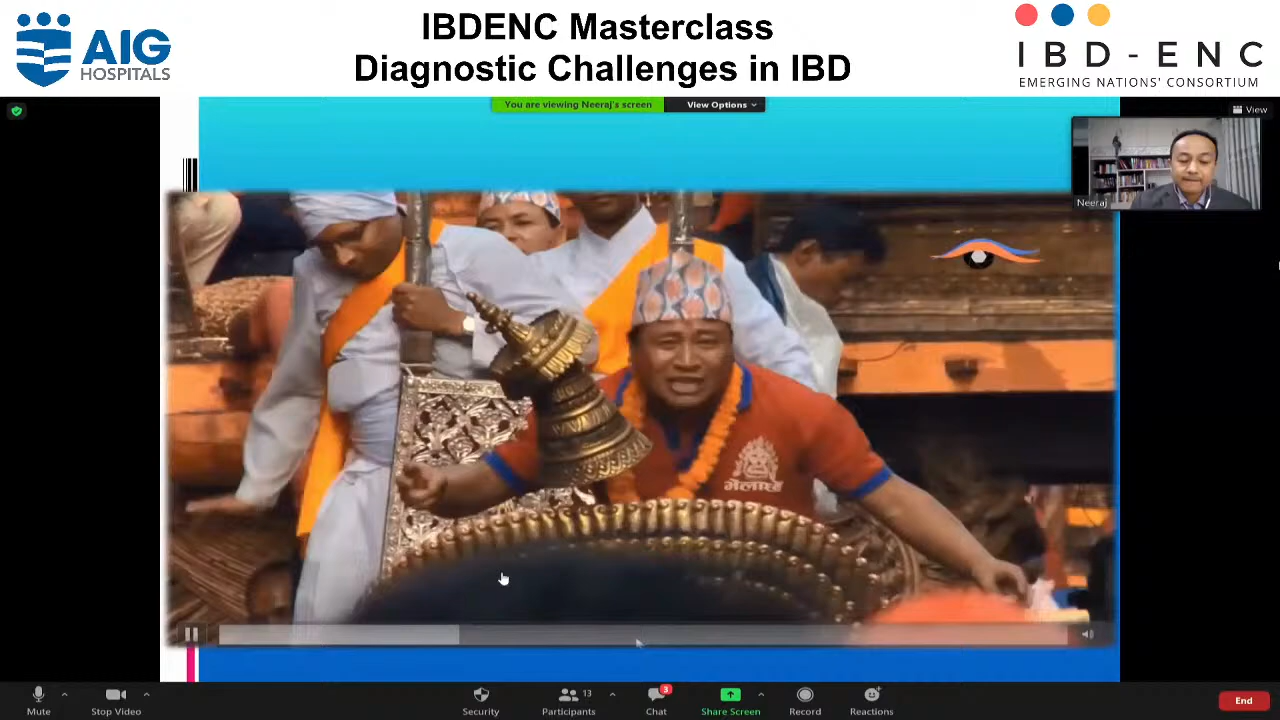 AIG
HOSPITALS
IBDENC Masterclass
Diagnostic Challenges in IBD
IBD-ENC
EMERGING NATIONS' CONSORTIUM
You are viewing Neeraj's screen
View Options
View
Neeraj
Mute
Stop Video
Security
13
Participants
3
Chat
Share Screen
Record
Reactions
End